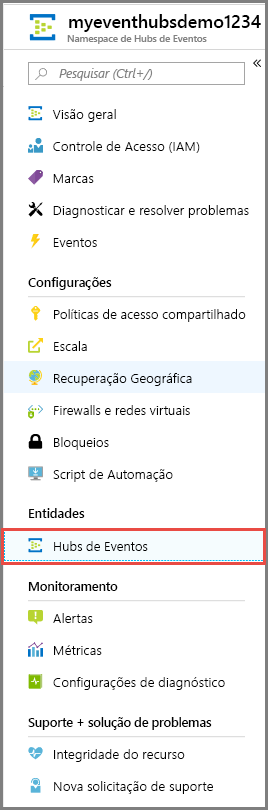 myeventhubsdemo1234
Namespace de Hubs de Eventos
Pesquisar (Ctrl+/)
Visão geral
Controle de Acesso (IAM)
Marcas
Diagnosticar e resolver problemas
Eventos
Configurações
Políticas de acesso compartilhado
Escala
Recuperação Geográfica
Firewalls e redes virtuais
Bloqueios
Script de Automação
Entidades
Hubs de Eventos
Monitoramento
Alertas
Métricas
Configurações de diagnóstico
Suporte + solução de problemas
Integridade do recurso
Nova solicitação de suporte